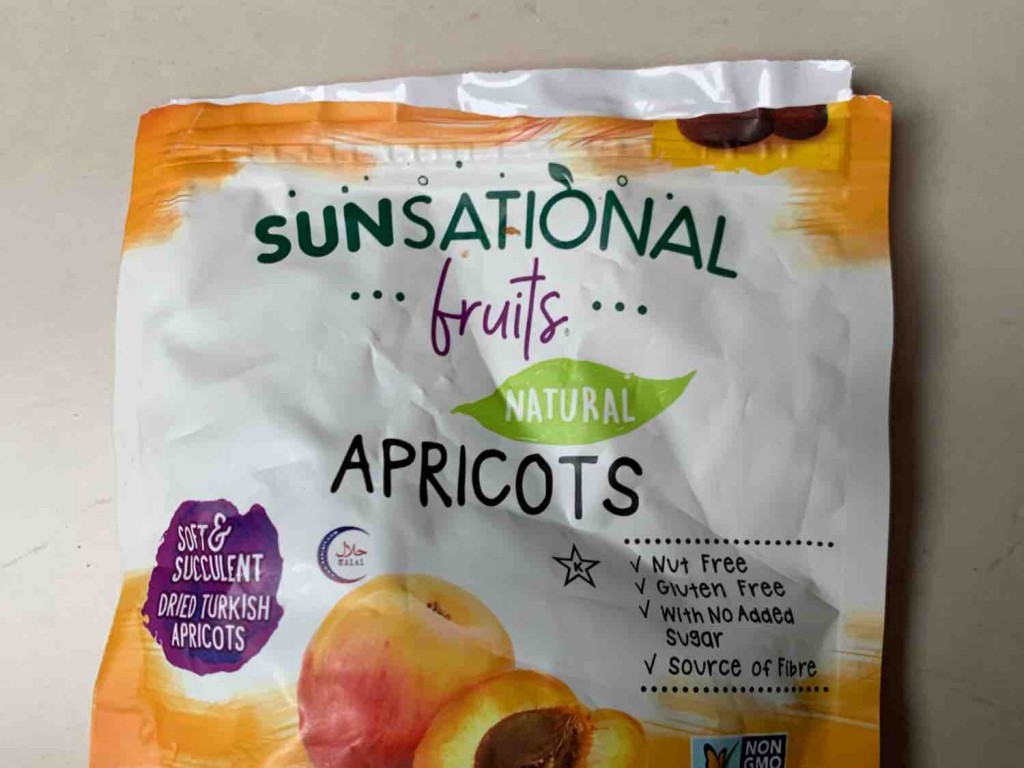 SUNSATIONAL
fruits®
NATURAL
APRICOTS
SOFT &
SUCCULENT
DRIED TURKISH
APRICOTS
حلال
HALAL
K
√ Nut Free
√ Gluten Free
√ With No Added
Sugar
√ Source of Fibre
NON
GMO